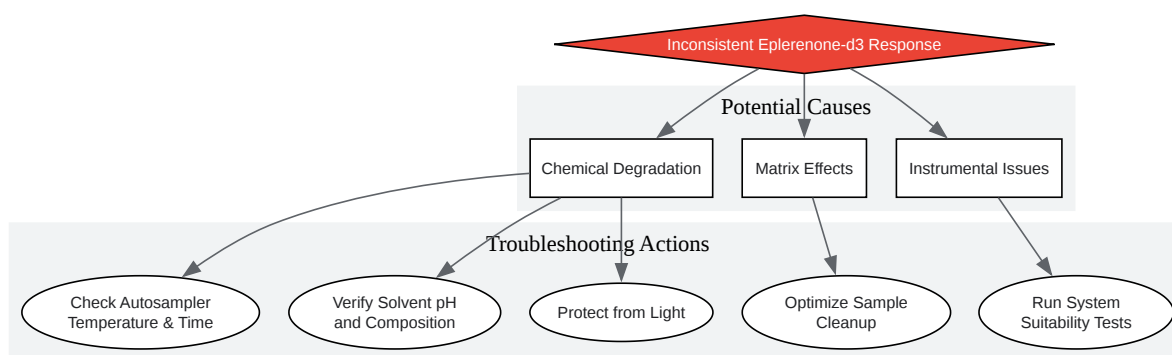 Inconsistent Eplerenone-d3 Response
Potential Causes
Chemical Degradation
Matrix Effects
Instrumental Issues
Troubleshooting Actions
Check Autosampler
Temperature & Time
Verify Solvent pH
and Composition
Protect from Light
Optimize Sample
Cleanup
Run System
Suitability Tests